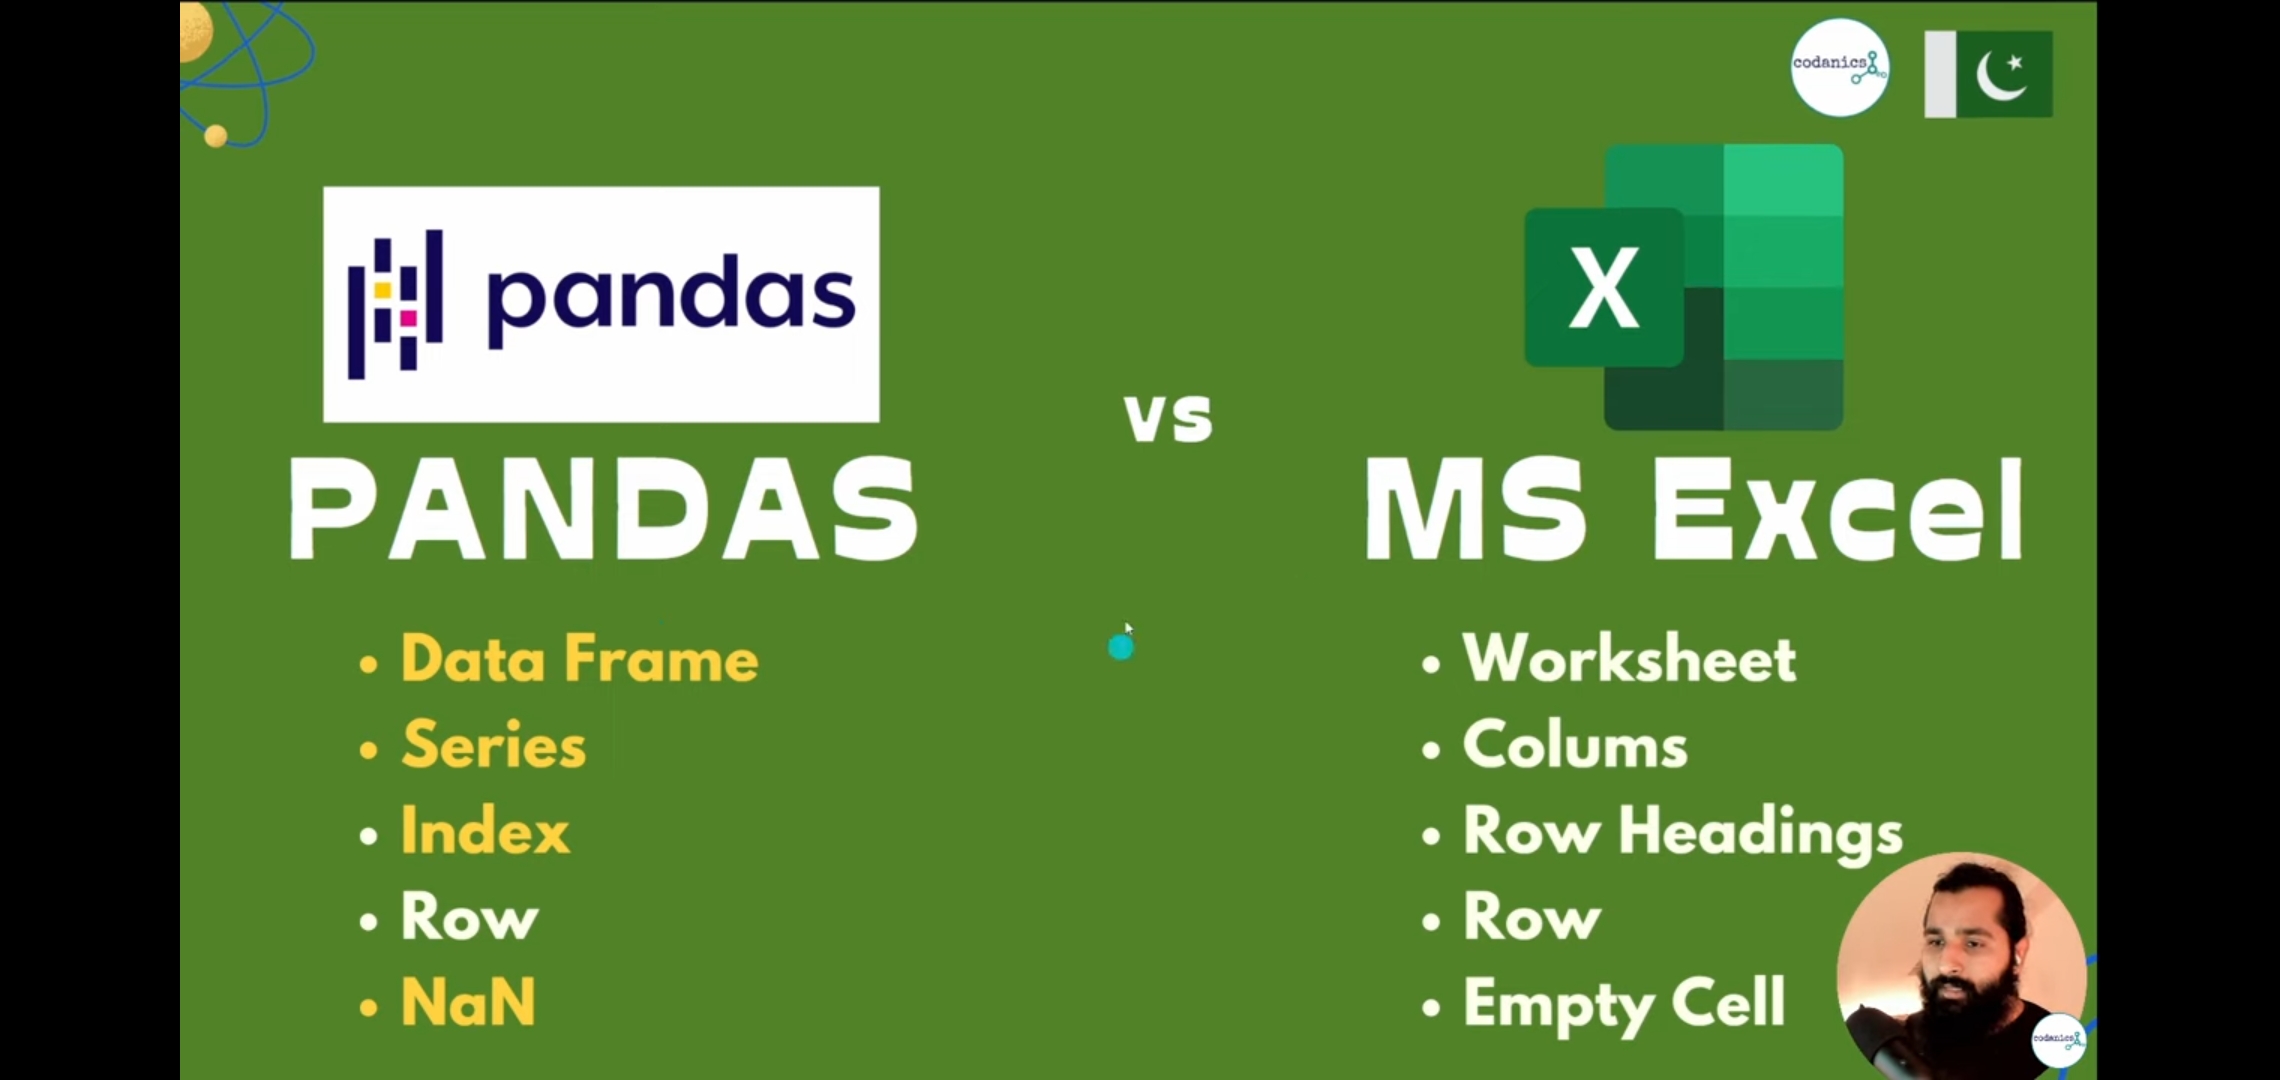 codanics
pandas
X
vs
PANDAS
MS Excel
• Data Frame
• Series
• Index
• Row
• NaN
• Worksheet
• Colums
• Row Headings
• Row
• Empty Cell
codanics